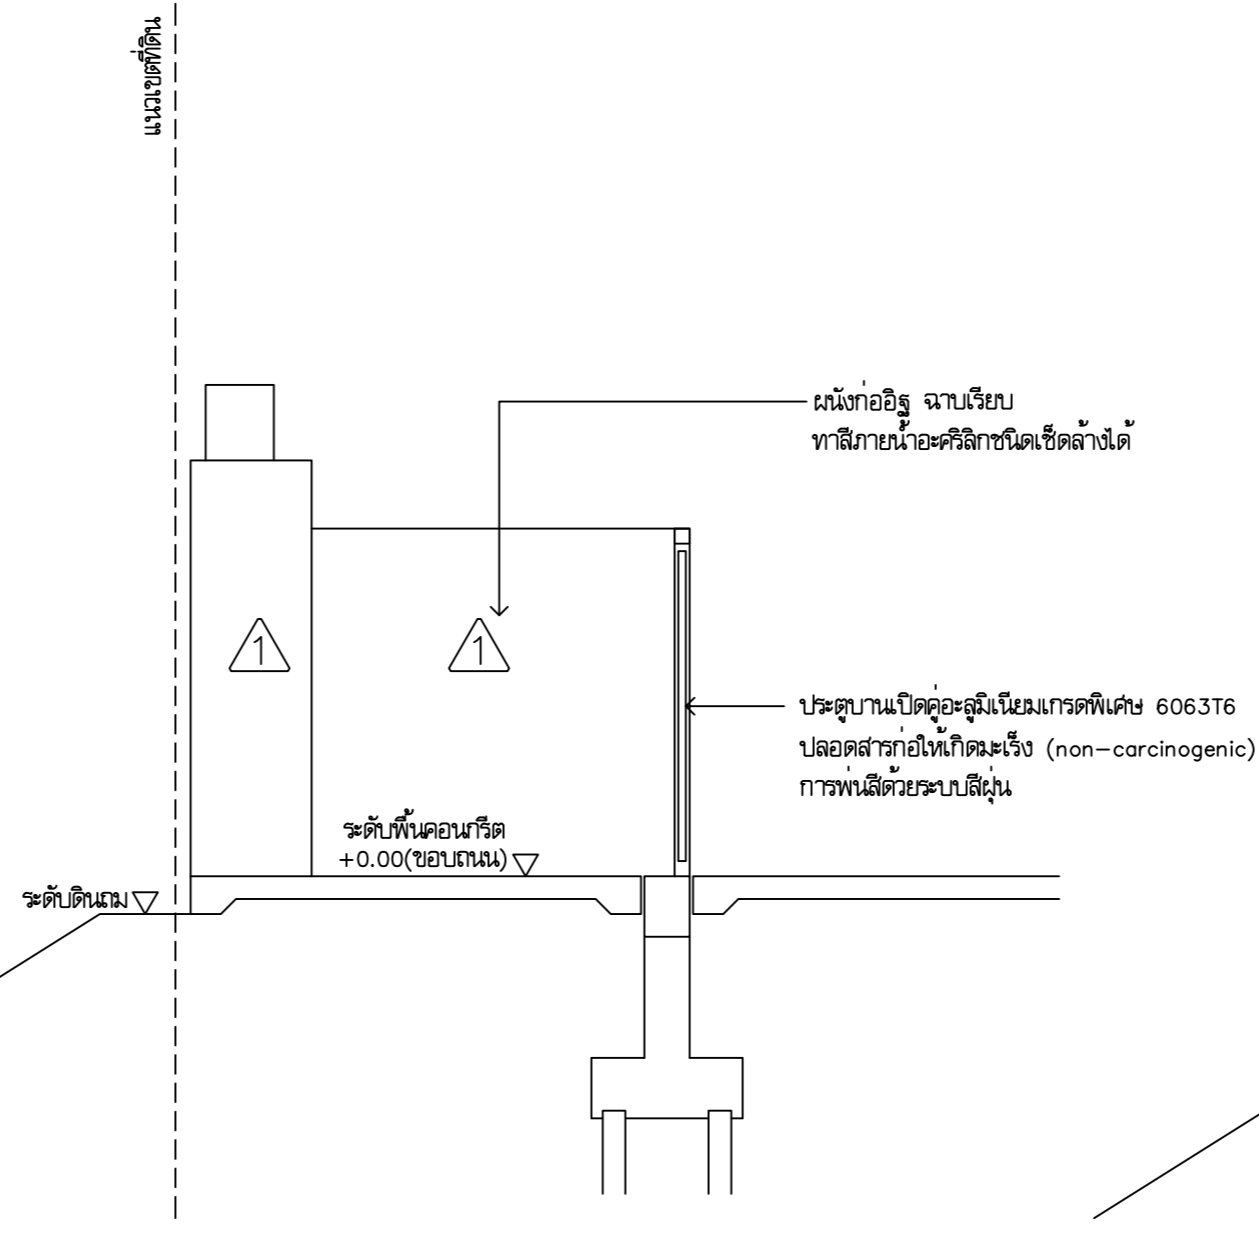 แนวเขตที่ดิน
ผนังก่ออิฐ ฉาบเรียบ
ทาสีภายน้ำอะคริลิกชนิดเช็ดล้างได้
1
1
ประตูบานเปิดคู่อะลูมิเนียมเกรดพิเศษ 6063T6
ปลอดสารก่อให้เกิดมะเร็ง (non-carcinogenic)
การพ่นสีด้วยระบบสีฝุ่น
ระดับพื้นคอนกรีต
+0.00(ขอบถนน)
ระดับดินถม